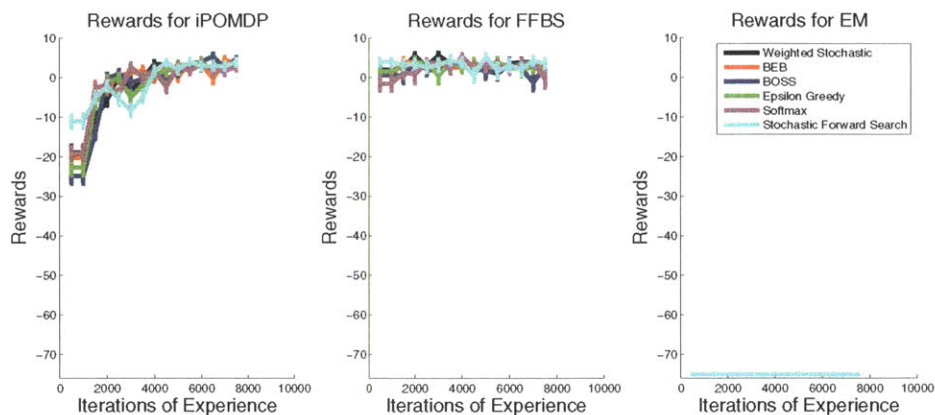 Rewards for iPOMDP
10
0
−10
−20
−30
−40
−50
−60
−70
Rewards
0 2000 4000 6000 8000 10000
Iterations of Experience
Rewards for FFBS
10
0
−10
−20
−30
−40
−50
−60
−70
Rewards
0 2000 4000 6000 8000 10000
Iterations of Experience
Rewards for EM
10
0
−10
−20
−30
−40
−50
−60
−70
Rewards
0 2000 4000 6000 8000 10000
Iterations of Experience
Weighted Stochastic
BEB
BOSS
Epsilon Greedy
Softmax
Stochastic Forward Search